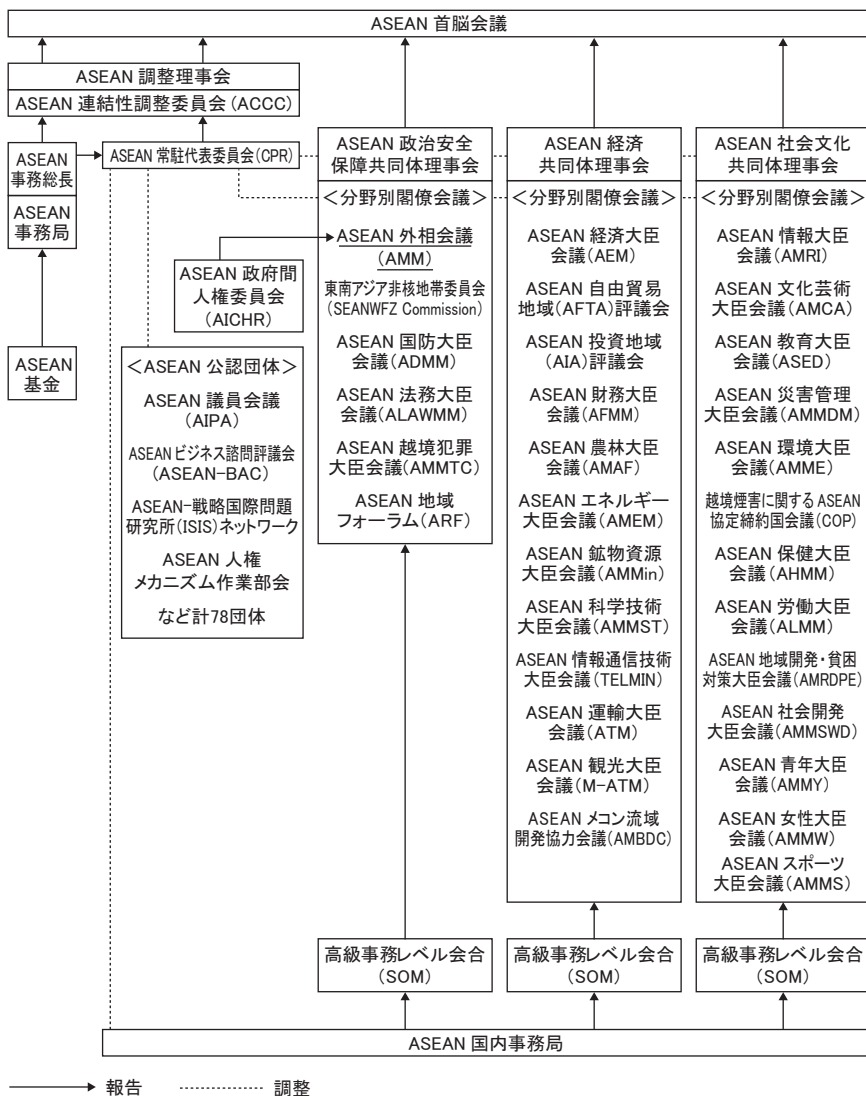 ASEAN 首脳会議
ASEAN 調整理事会
ASEAN 連結性調整委員会(ACCC)
ASEAN
事務総長
ASEAN
事務局
ASEAN
基金
ASEAN 常駐代表委員会(CPR)
ASEAN 政府間
人権委員会
(AICHR)
<ASEAN 公認団体>
ASEAN 議員会議
(AIPA)
ASEAN ビジネス諮問評議会
(ASEAN-BAC)
ASEAN-戦略国際問題
研究所(ISIS)ネットワーク
ASEAN 人権
メカニズム作業部会
など計78団体
ASEAN 政治安全
保障共同体理事会
<分野別閣僚会議>
ASEAN 外相会議
(AMM)
東南アジア非核地帯委員会
(SEANWFZ Commission)
ASEAN 国防大臣
会議(ADMM)
ASEAN 法務大臣
会議(ALAWMM)
ASEAN 越境犯罪
大臣会議(AMMTC)
ASEAN 地域
フォーラム(ARF)
高級事務レベル会合
(SOM)
ASEAN 経済
共同体理事会
<分野別閣僚会議>
ASEAN 経済大臣
会議(AEM)
ASEAN 自由貿易
地域(AFTA)評議会
ASEAN 投資地域
(AIA)評議会
ASEAN 財務大臣
会議(AFMM)
ASEAN 農林大臣
会議(AMAF)
ASEAN エネルギー
大臣会議(AMEM)
ASEAN 鉱物資源
大臣会議(AMMin)
ASEAN 科学技術
大臣会議(AMMST)
ASEAN 情報通信技術
大臣会議(TELMIN)
ASEAN 運輸大臣
会議(ATM)
ASEAN 観光大臣
会議(M-ATM)
ASEAN メコン流域
開発協力会議(AMBDC)
高級事務レベル会合
(SOM)
ASEAN 社会文化
共同体理事会
<分野別閣僚会議>
ASEAN 情報大臣
会議(AMRI)
ASEAN 文化芸術
大臣会議(AMCA)
ASEAN 教育大臣
会議(ASED)
ASEAN 災害管理
大臣会議(AMMDM)
ASEAN 環境大臣
会議(AMME)
越境煙害に関する ASEAN
協定締約国会議(COP)
ASEAN 保健大臣
会議(AHMM)
ASEAN 労働大臣
会議(ALMM)
ASEAN 地域開発・貧困
対策大臣会議(AMRDPE)
ASEAN 社会開発
大臣会議(AMMSWD)
ASEAN 青年大臣
会議(AMMY)
ASEAN 女性大臣
会議(AMMW)
ASEAN スポーツ
大臣会議(AMMS)
高級事務レベル会合
(SOM)
ASEAN 国内事務局
報告 調整